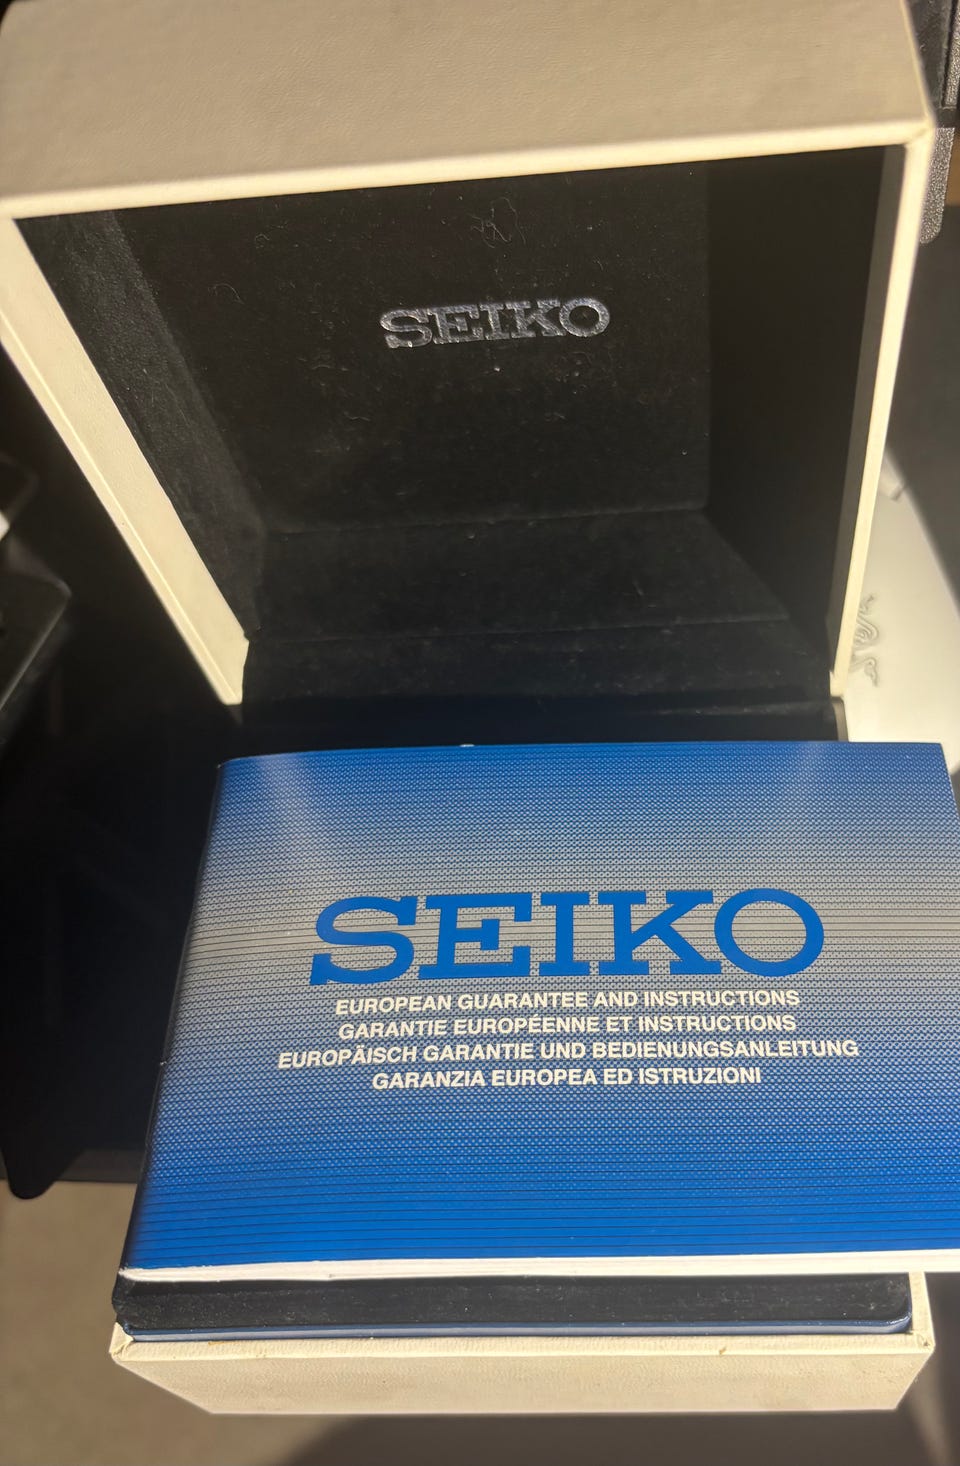 SEIKO
SEIKO
EUROPEAN GUARANTEE AND INSTRUCTIONS
GARANTIE EUROPÉENNE ET INSTRUCTIONS
EUROPÄISCH GARANTIE UND BEDIENUNGSANLEITUNG
GARANZIA EUROPEA ED ISTRUZIONI